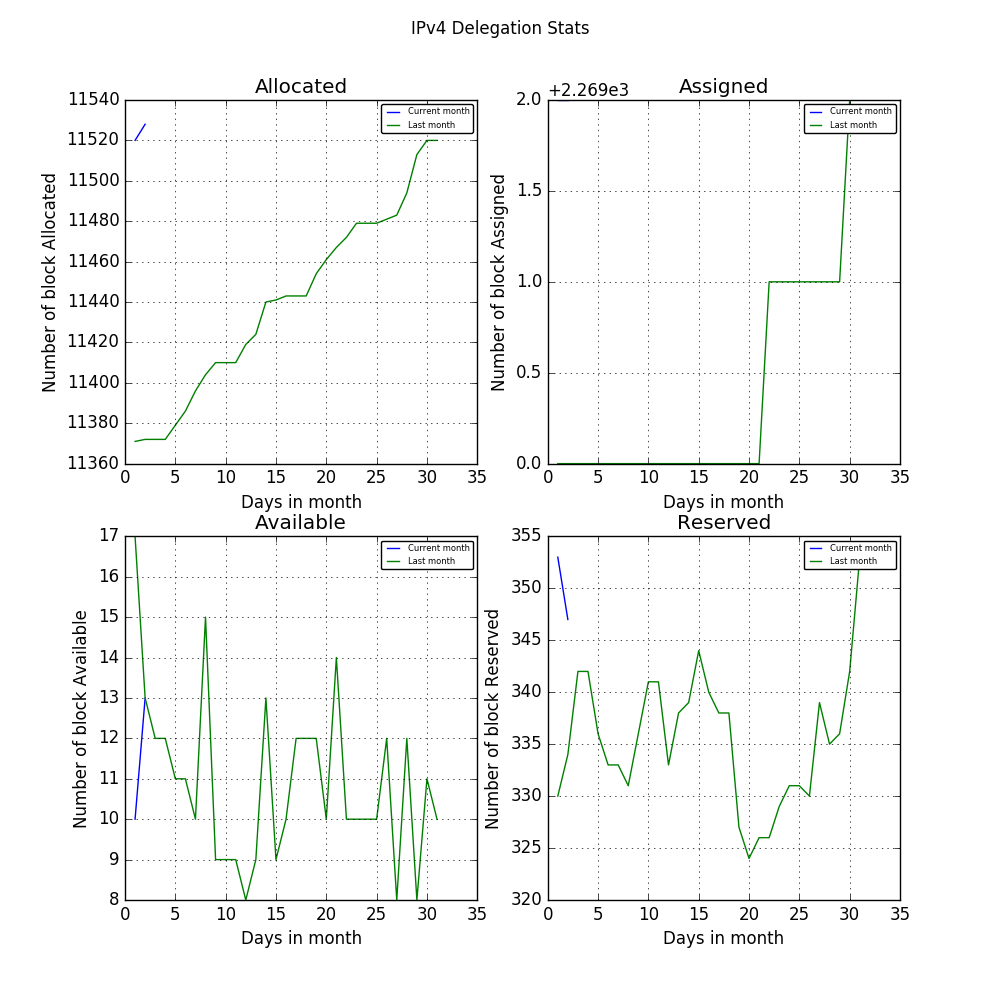 IPv4 Delegation Stats
Allocated
Number of block Allocated
11540
11520
11500
11480
11460
11440
11420
11400
11380
11360
0 5 10 15 20 25 30 35
Days in month
Current month
Last month
Assigned
+2.269e3
Number of block Assigned
2.0
1.5
1.0
0.5
0.0
0 5 10 15 20 25 30 35
Days in month
Current month
Last month
Available
Number of block Available
17
16
15
14
13
12
11
10
9
8
0 5 10 15 20 25 30 35
Days in month
Current month
Last month
Reserved
Number of block Reserved
355
350
345
340
335
330
325
320
0 5 10 15 20 25 30 35
Days in month
Current month
Last month